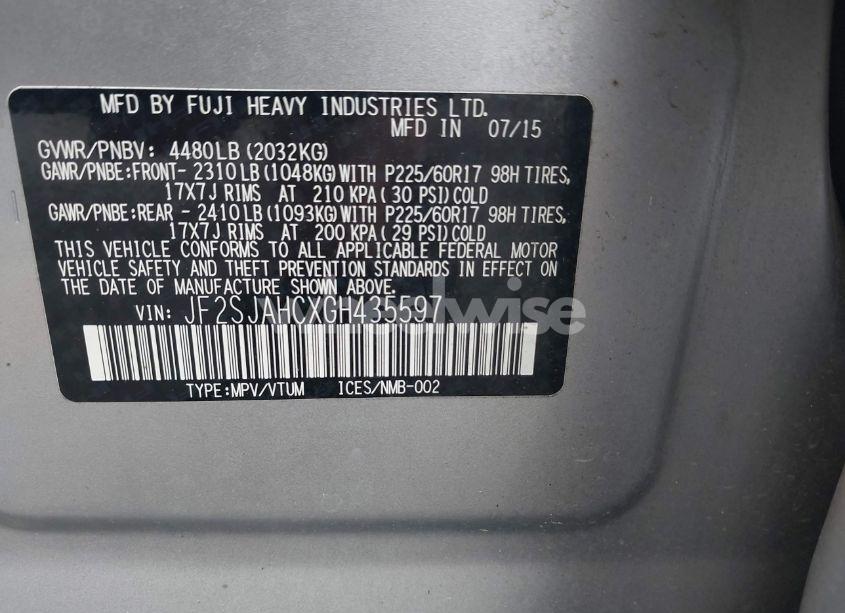 MFD BY FUJI HEAVY INDUSTRIES LTD.
MFD IN 07/15
GVWR/PNBV: 4480LB (2032KG)
GAWR/PNBE:FRONT- 2310LB (1048KG)WITH P225/60R17 98H TIRES,
17X7J RIMS AT 210 KPA( 30 PSI)COLD
GAWR/PNBE:REAR - 2410LB (1093KG)WITH P225/60R17 98H TIRES,
17X7J RIMS AT 200 KPA( 29 PSI)COLD
THIS VEHICLE CONFORMS TO ALL APPLICABLE FEDERAL MOTOR
VEHICLE SAFETY AND THEFT PREVENTION STANDARDS IN EFFECT ON
THE DATE OF MANUFACTURE SHOWN ABOVE.
VIN: JF2SJAHCXGH435597
TYPE:MPV/VTUM ICES/NMB-002